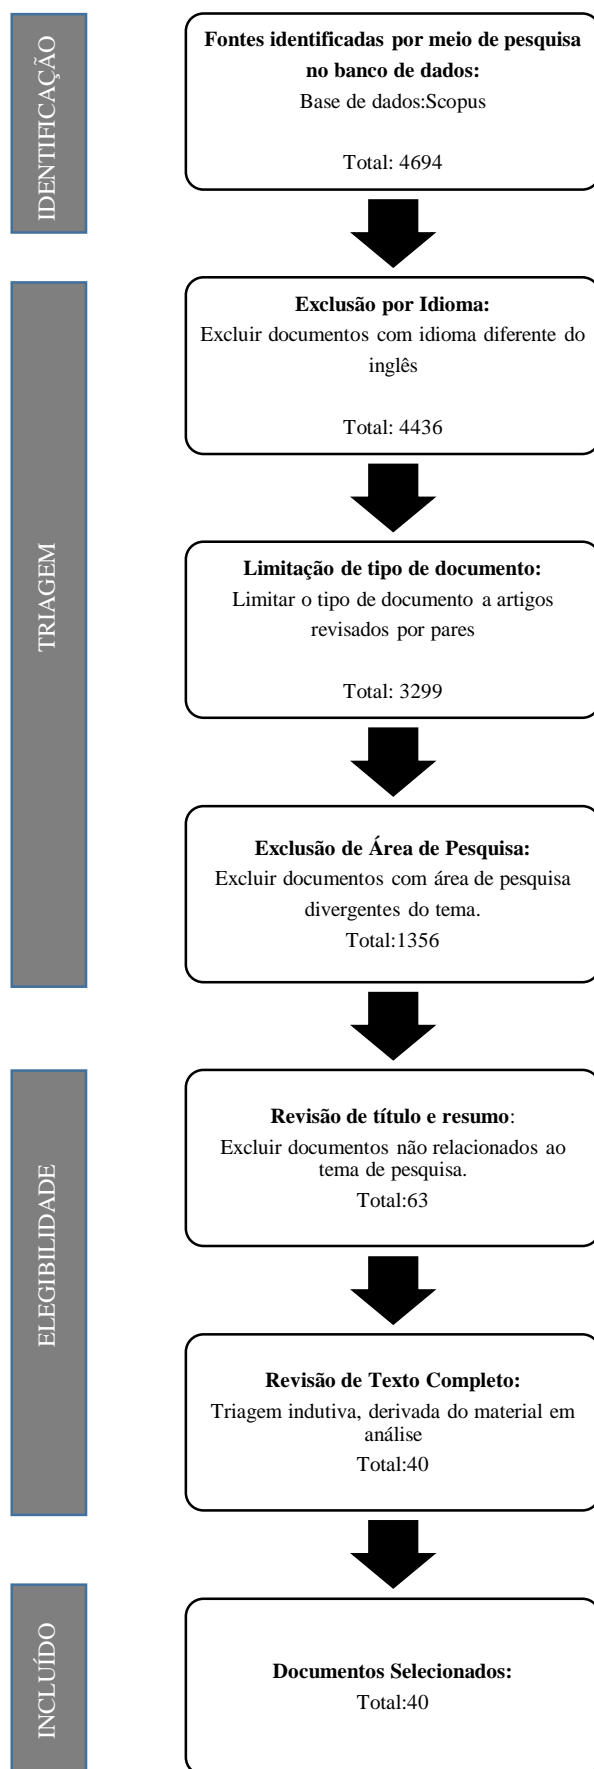 IDENTIFICAÇÃO
Fontes identificadas por meio de pesquisa
no banco de dados:
Base de dados:Scopus
Total: 4694
TRIAGEM
Exclusão por Idioma:
Excluir documentos com idioma diferente do
inglês
Total: 4436
Limitação de tipo de documento:
Limitar o tipo de documento a artigos
revisados por pares
Total: 3299
Exclusão de Área de Pesquisa:
Excluir documentos com área de pesquisa
divergentes do tema.
Total:1356
ELEGIBILIDADE
Revisão de título e resumo:
Excluir documentos não relacionados ao
tema de pesquisa.
Total:63
Revisão de Texto Completo:
Triagem indutiva, derivada do material em
análise
Total:40
INCLUÍDO
Documentos Selecionados:
Total:40